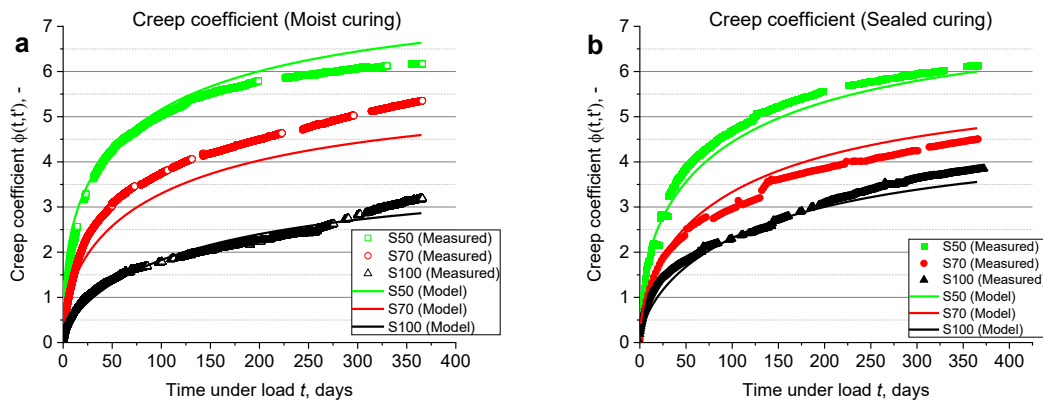 Creep coefficient (Moist curing)
a
7
6
5
4
3
2
1
0
Creep coefficient ϕ(t,t'), -
0 50 100 150 200 250 300 350 400
Time under load t, days
S50 (Measured)
S70 (Measured)
S100 (Measured)
S50 (Model)
S70 (Model)
S100 (Model)
Creep coefficient (Sealed curing)
b
7
6
5
4
3
2
1
0
Creep coefficient ϕ(t,t'), -
0 50 100 150 200 250 300 350 400
Time under load t, days
S50 (Measured)
S70 (Measured)
S100 (Measured)
S50 (Model)
S70 (Model)
S100 (Model)